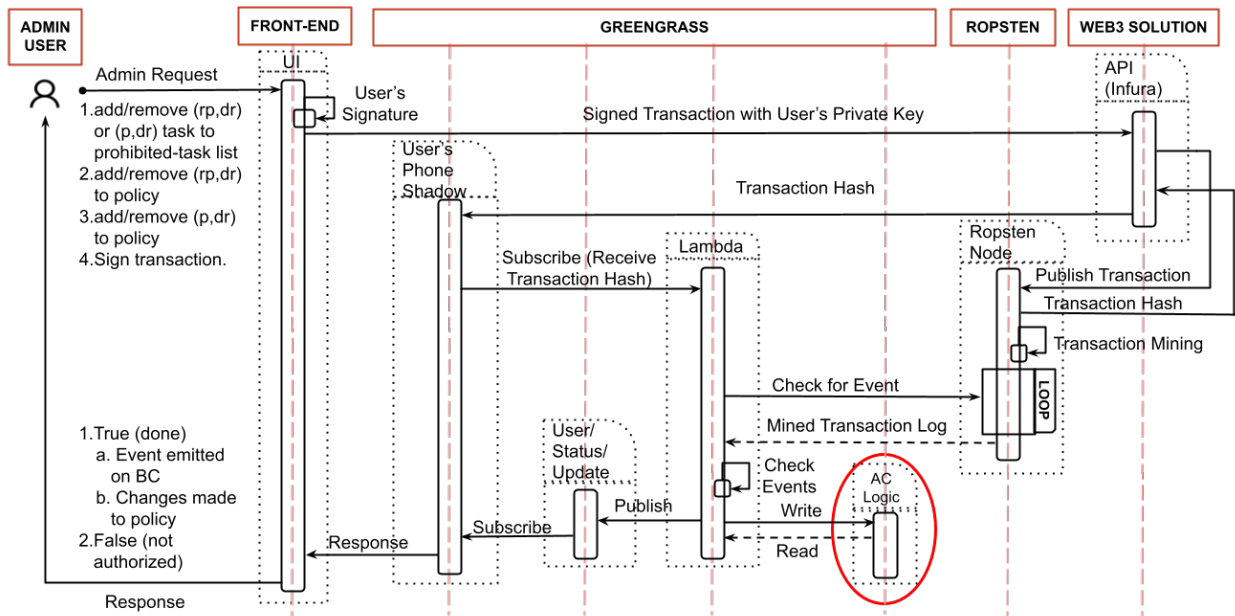 ADMIN
USER
FRONT-END
GREENGRASS
ROPSTEN
WEB3 SOLUTION
UI
API
(Infura)
Admin Request
User's
Signature
Signed Transaction with User's Private Key
1.add/remove (rp,dr)
or (p,dr) task to
prohibited-task list
2.add/remove (rp,dr)
to policy
3.add/remove (p,dr)
to policy
4.Sign transaction.
User's
Phone
Shadow
Transaction Hash
Lambda
Ropsten
Node
Subscribe (Receive
Transaction Hash)
Publish Transaction
Transaction Hash
Transaction Mining
Check for Event
LOOP
Mined Transaction Log
1.True (done)
a. Event emitted
on BC
b. Changes made
to policy
2.False (not
authorized)
User/
Status/
Update
Check
Events
AC
Logic
Publish
Write
Subscribe
Read
Response
Response